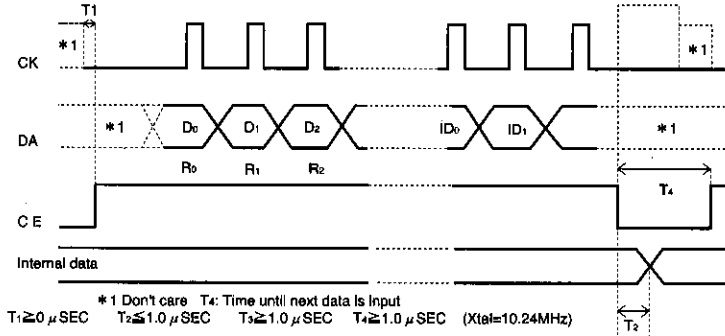 T1
*1
*1
CK
*1
D0 D1 D2
ID0 ID1
*1
DA
R0 R1 R2
T4
CE
Internal data
*1 Don't care T4: Time until next data Is Input
T1≧0 μSEC T2≦1.0 μSEC T3≧1.0 μSEC T4≧1.0 μSEC (Xtal=10.24MHz)
T2